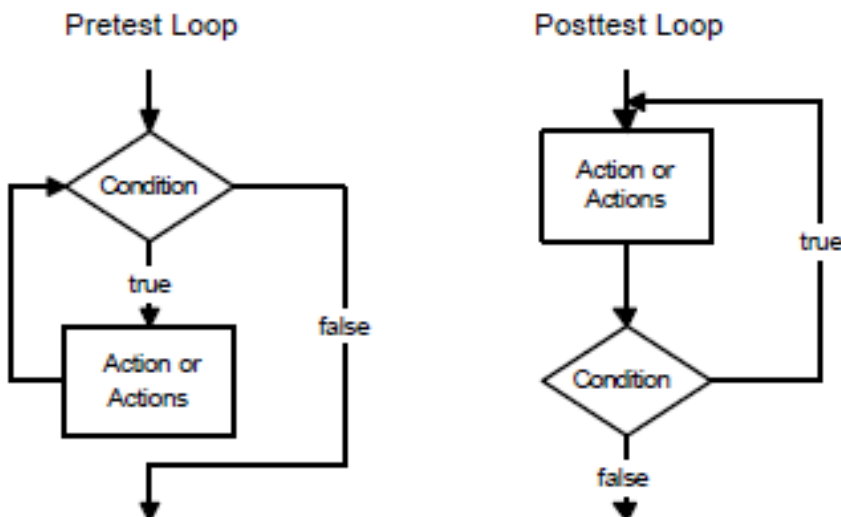 Pretest Loop
Condition
true
false
Action or
Actions
Posttest Loop
Action or
Actions
true
Condition
false